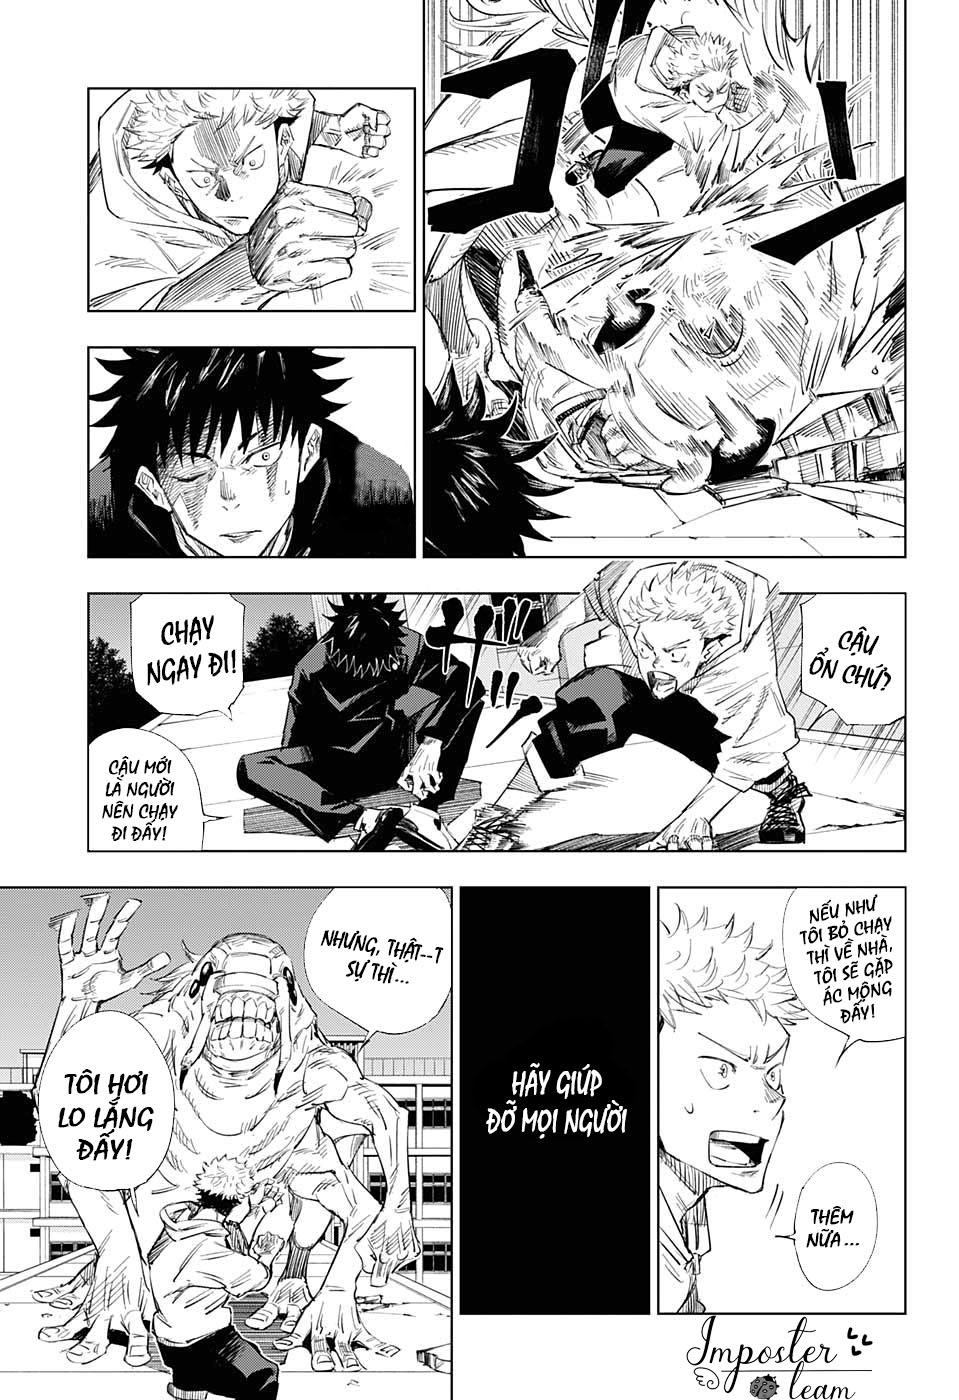 CẬU
ỔN CHỨ?
CHẠY
NGAY ĐI!
CẬU MỚI
LÀ NGƯỜI
NÊN CHẠY
ĐI ĐẤY!
NẾU NHƯ
TÔI BỎ CHẠY
THÌ VỀ NHÀ,
TÔI SẼ GẶP
ÁC MỘNG
ĐẤY!
THÊM
NỮA...
HÃY GIÚP
ĐỠ MỌI NGƯỜI
NHƯNG, THẬT--T
SỰ THÌ...
TÔI HƠI
LO LẮNG
ĐẤY!
Imposter
team